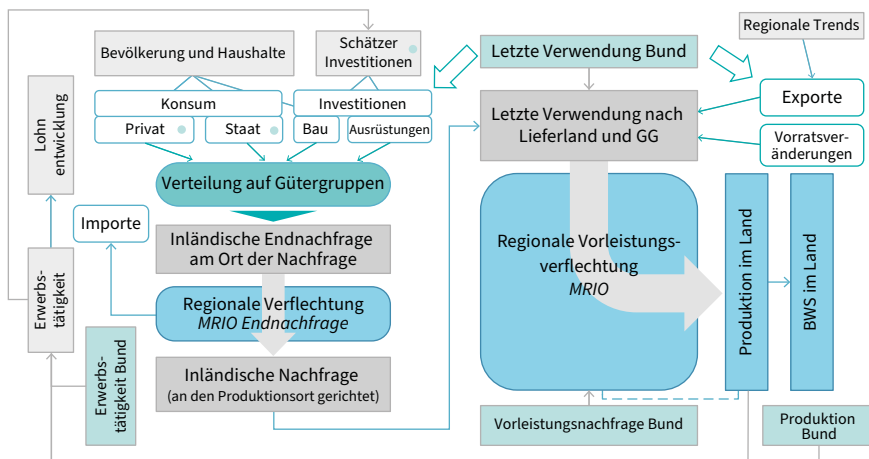 Bevölkerung und Haushalte
Schätzer
Investitionen
Letzte Verwendung Bund
Regionale Trends
Konsum
Investitionen
Privat
Staat
Bau
Ausrüstungen
Lohn
entwicklung
Letzte Verwendung nach
Lieferland und GG
Exporte
Vorratsver-
änderungen
Verteilung auf Gütergruppen
Importe
Inländische Endnachfrage
am Ort der Nachfrage
Regionale Vorleistungs-
verflechtung
MRIO
Produktion im Land
BWS im Land
Erwerbs-
tätigkeit
Regionale Verflechtung
MRIO Endnachfrage
Erwerbs-
tätigkeit Bund
Inländische Nachfrage
(an den Produktionsort gerichtet)
Vorleistungsnachfrage Bund
Produktion
Bund